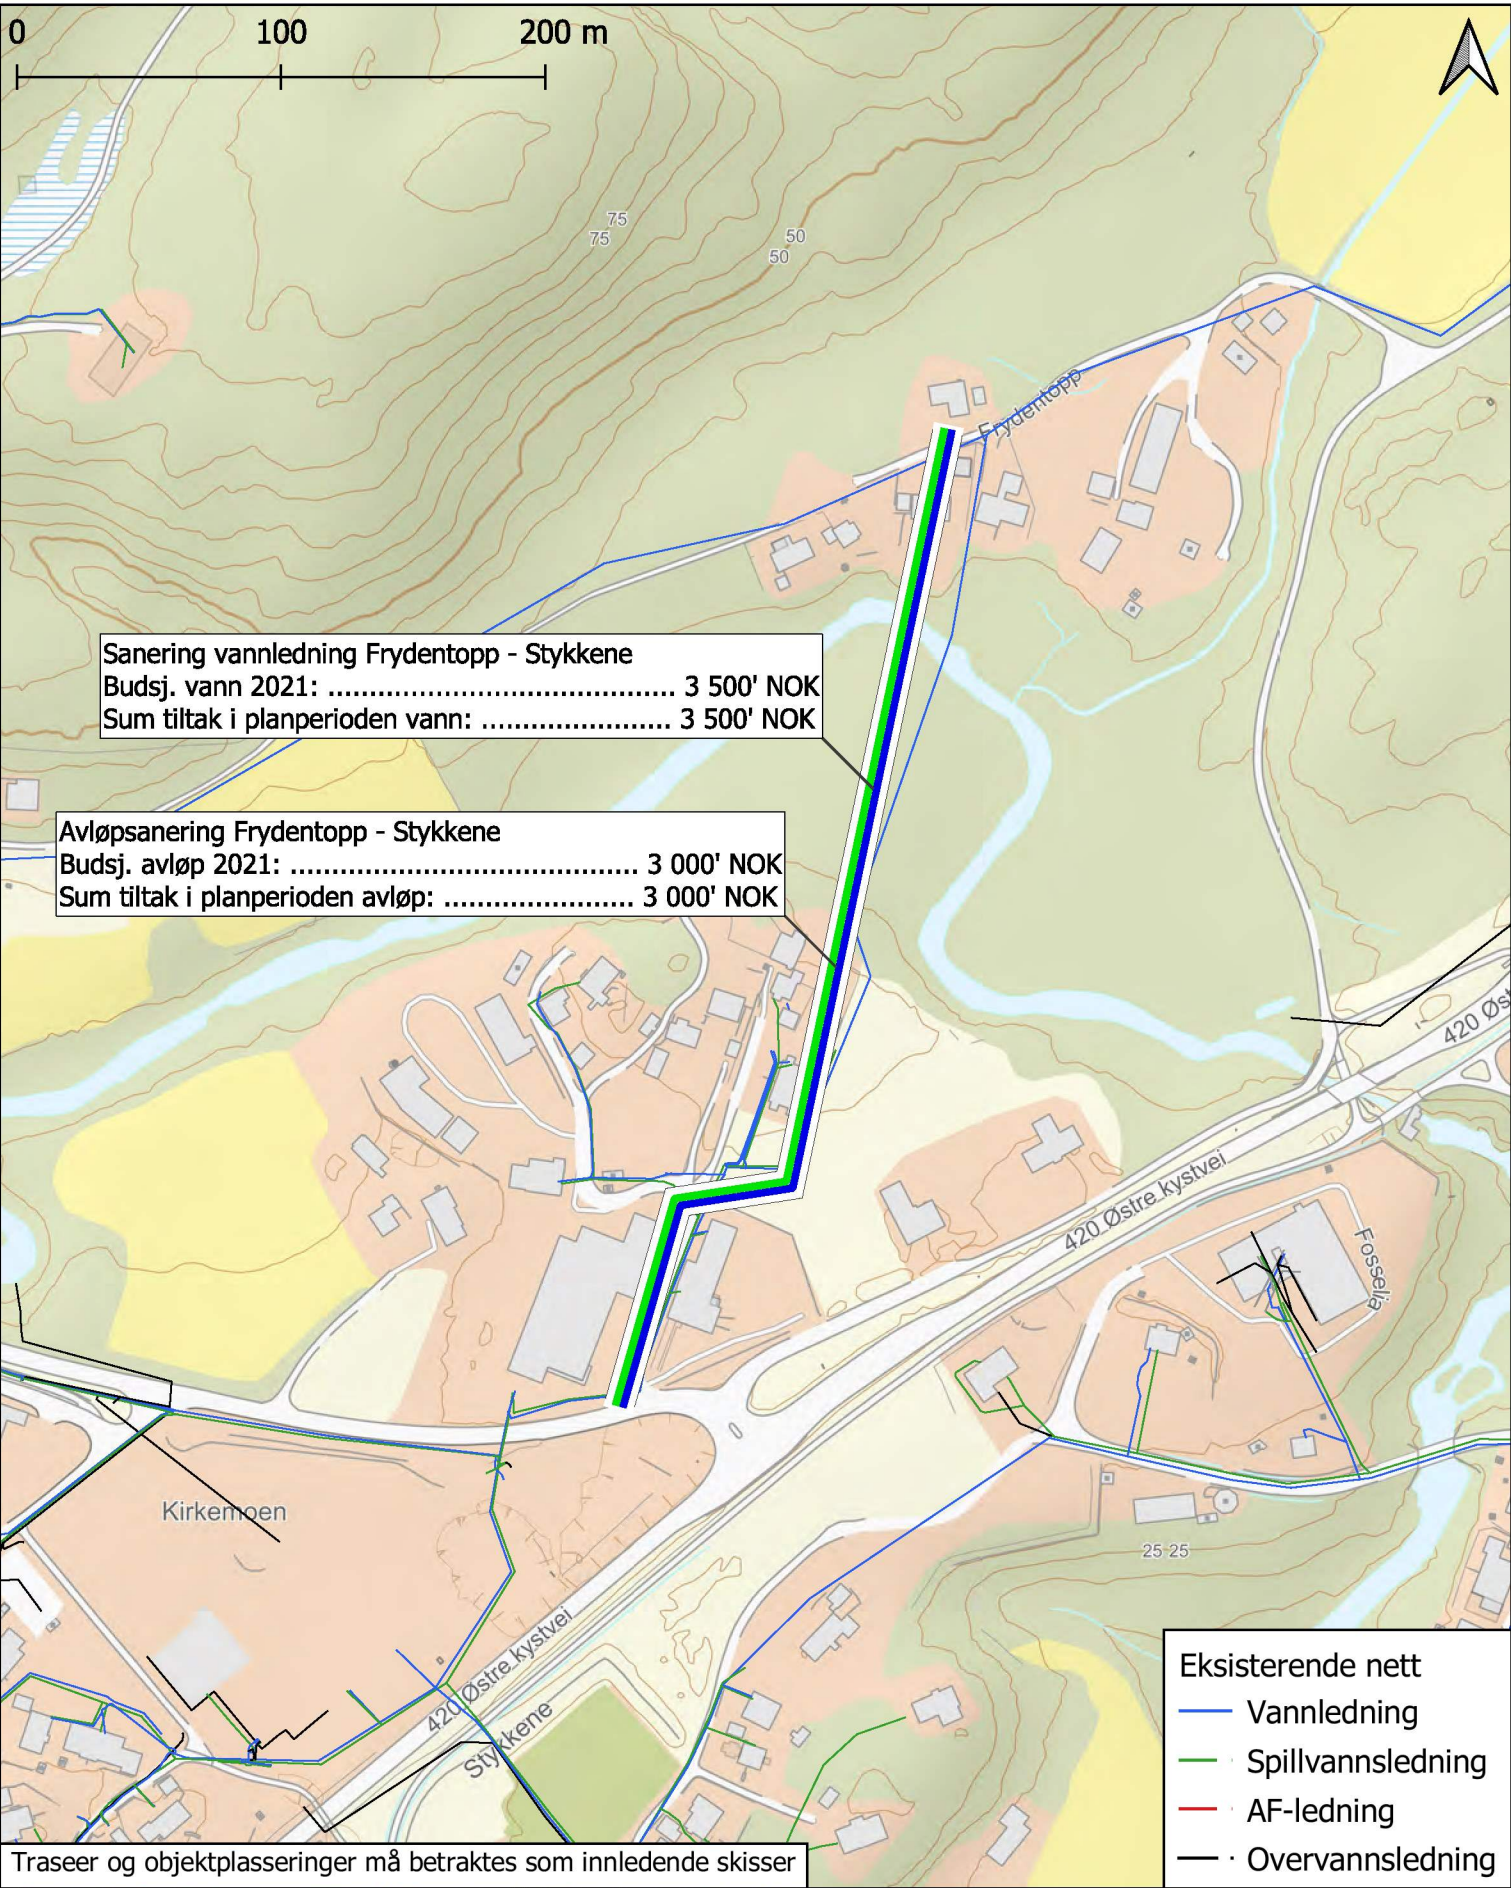 0 100 200 m
75
75
50
50
Frydentopp
Sanering vannledning Frydentopp - Stykkene
Budsj. vann 2021: .......................................... 3 500' NOK
Sum tiltak i planperioden vann: ....................... 3 500' NOK
Avløpsanering Frydentopp - Stykkene
Budsj. avløp 2021: .......................................... 3 000' NOK
Sum tiltak i planperioden avløp: ....................... 3 000' NOK
420 Øst
420 Østre kystvei
Fosselia
Kirkemoen
25 25
420 Østre kystvei
Stykkene
Eksisterende nett
Vannledning
Spillvannsledning
AF-ledning
Overvannsledning
Traseer og objektplasseringer må betraktes som innledende skisser